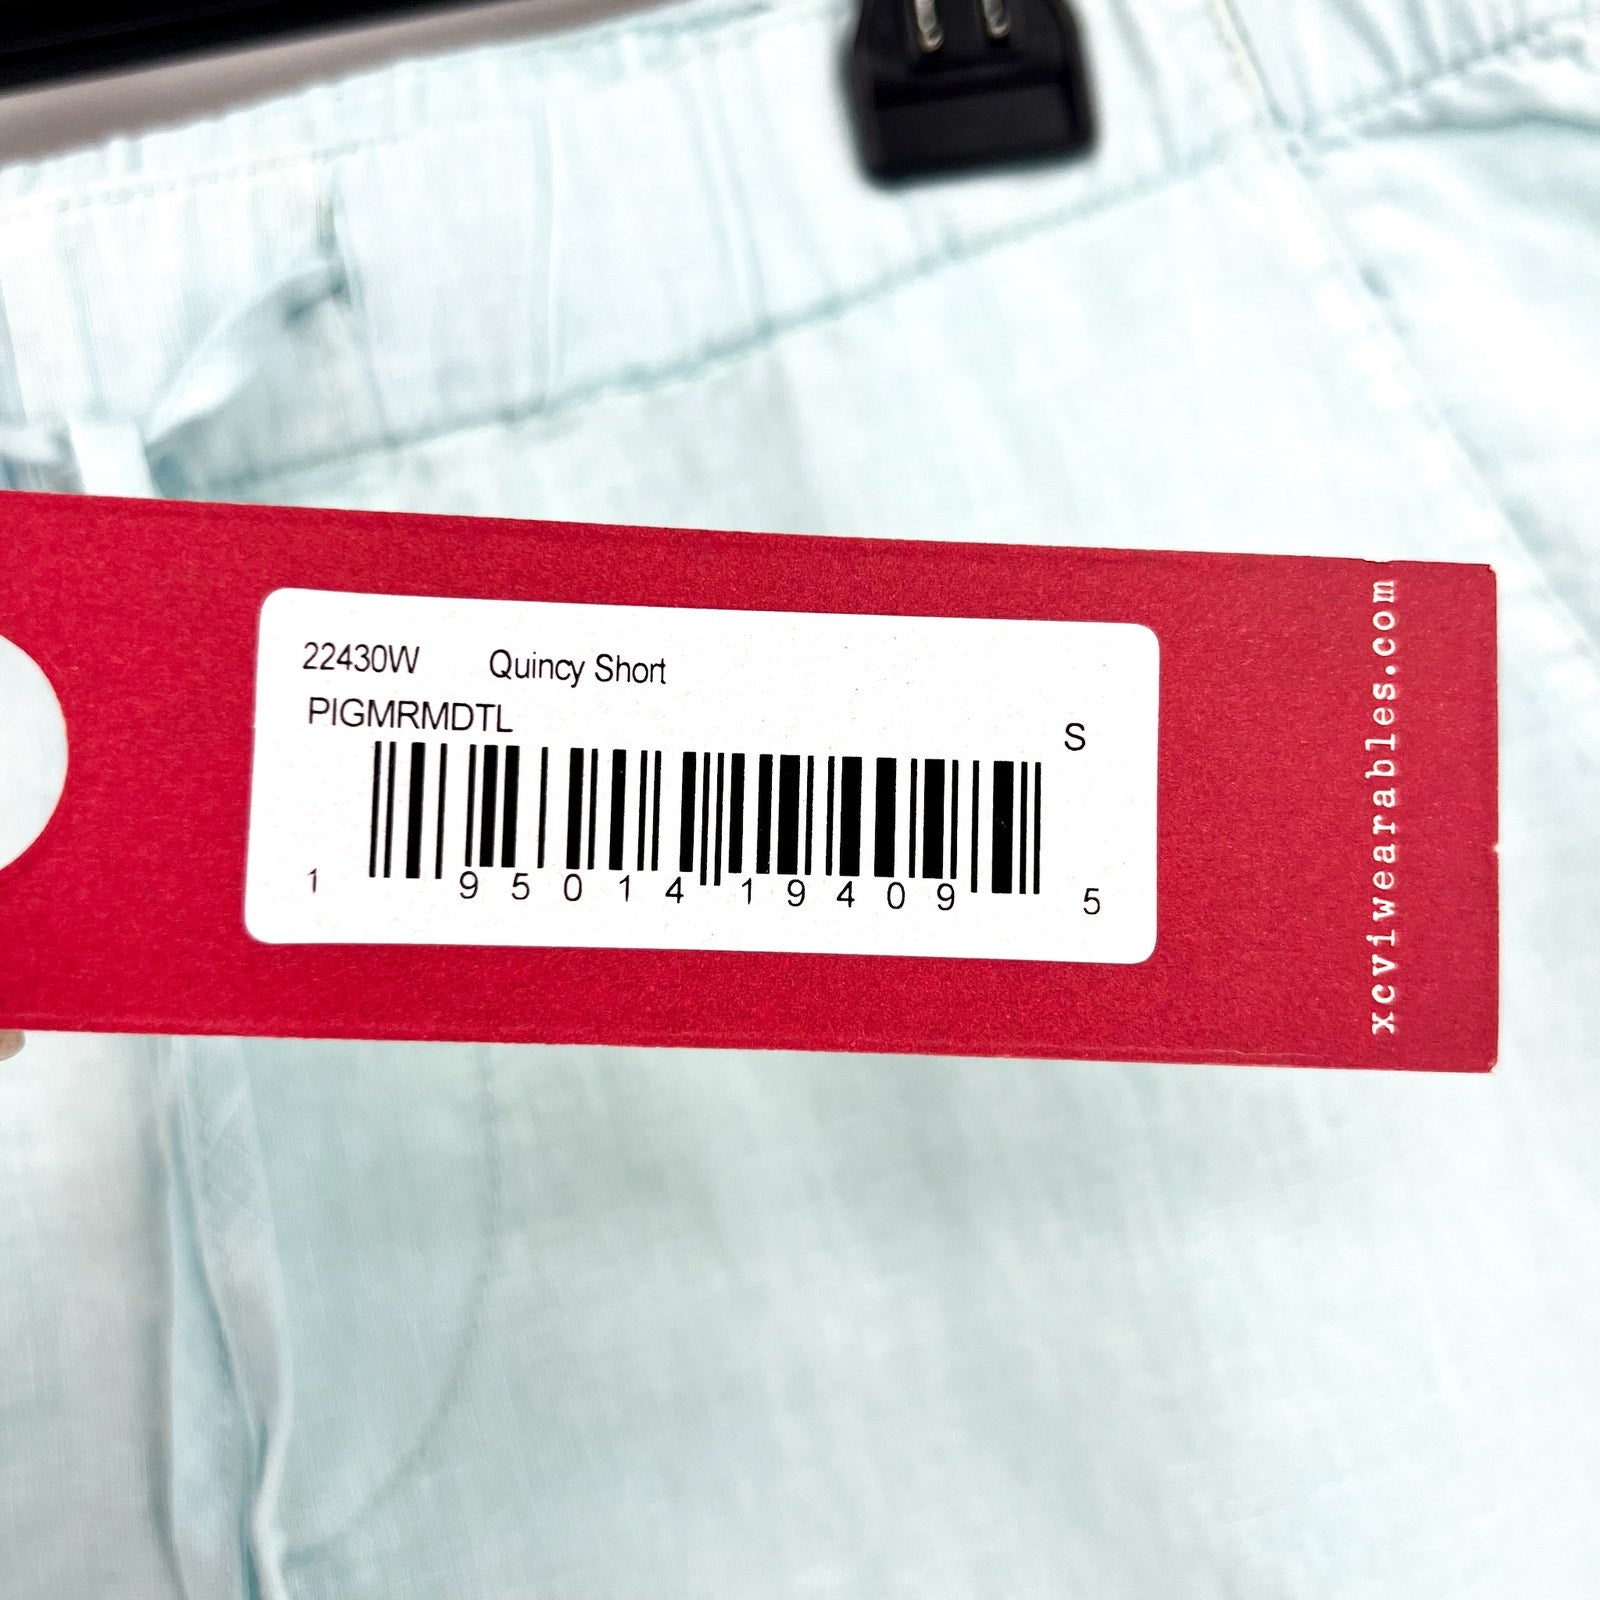 22430W Quincy Short
PIGMRMDTL
S
1 95014 19409 5
xcviwearables.com